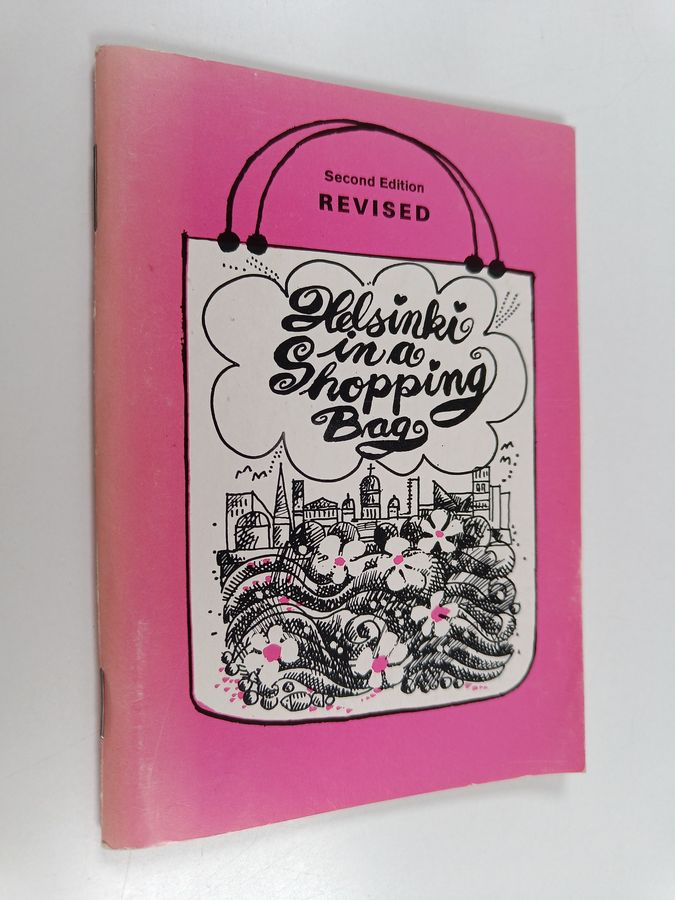 Second Edition
REVISED
Helsinki
in a
Shopping
Bag